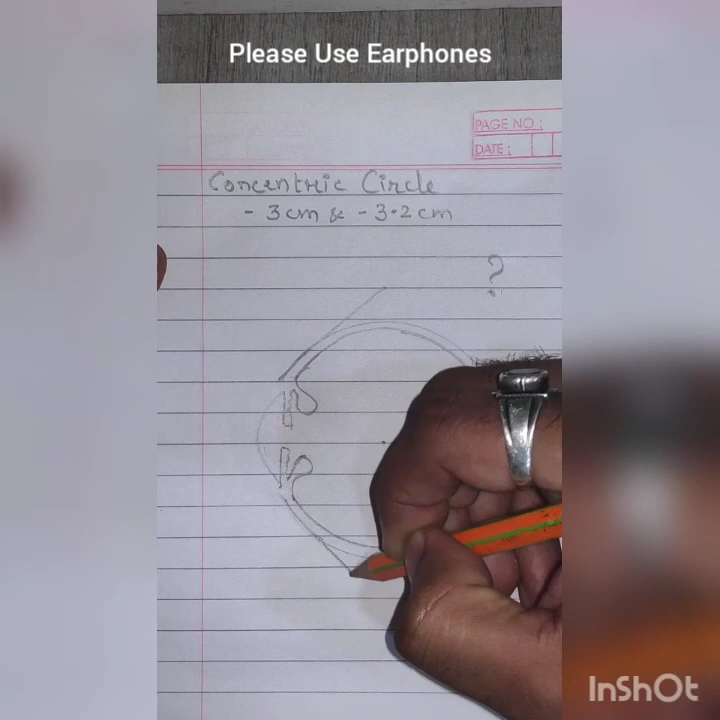 Please Use Earphones
PAGE NO.:
DATE:
Concentric Circle
- 3cm & - 3.2cm
?
InShOt